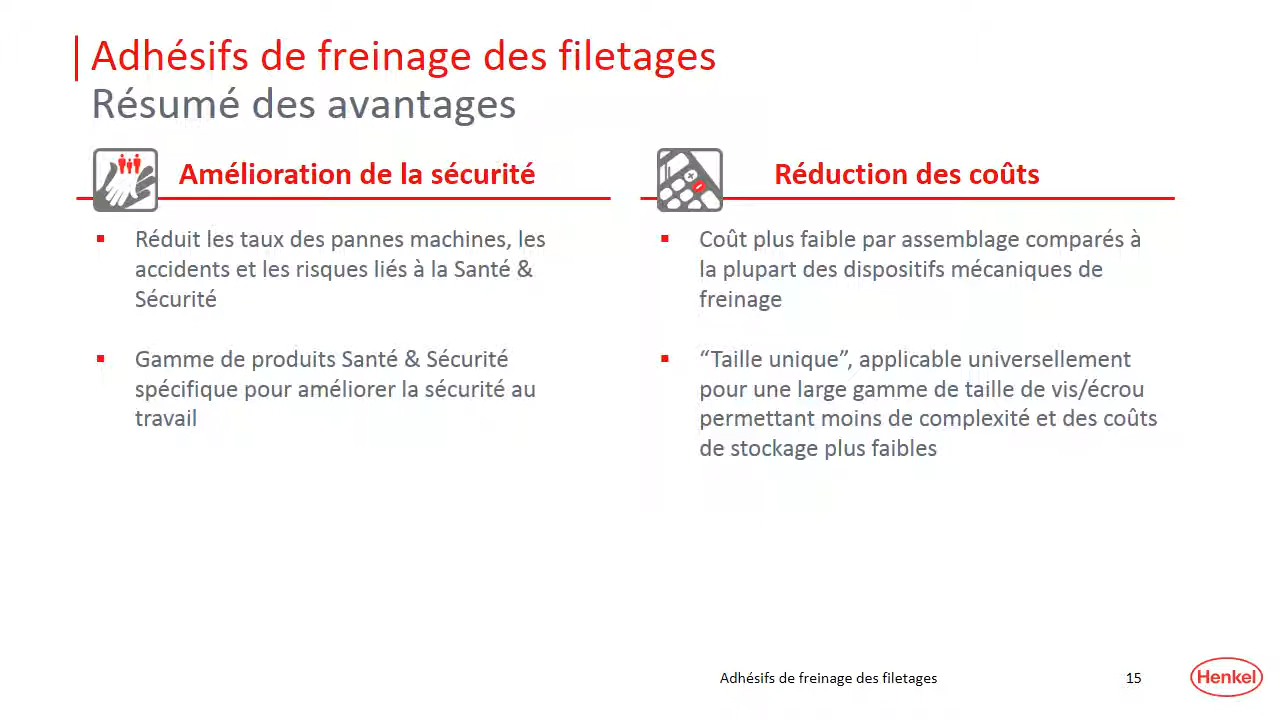 Adhésifs de freinage des filetages
Résumé des avantages
Amélioration de la sécurité
Réduit les taux des pannes machines, les
accidents et les risques liés à la Santé &
Sécurité
Gamme de produits Santé & Sécurité
spécifique pour améliorer la sécurité au
travail
Réduction des coûts
Coût plus faible par assemblage comparés à
la plupart des dispositifs mécaniques de
freinage
“Taille unique”, applicable universellement
pour une large gamme de taille de vis/écrou
permettant moins de complexité et des coûts
de stockage plus faibles
Adhésifs de freinage des filetages
15
Henkel